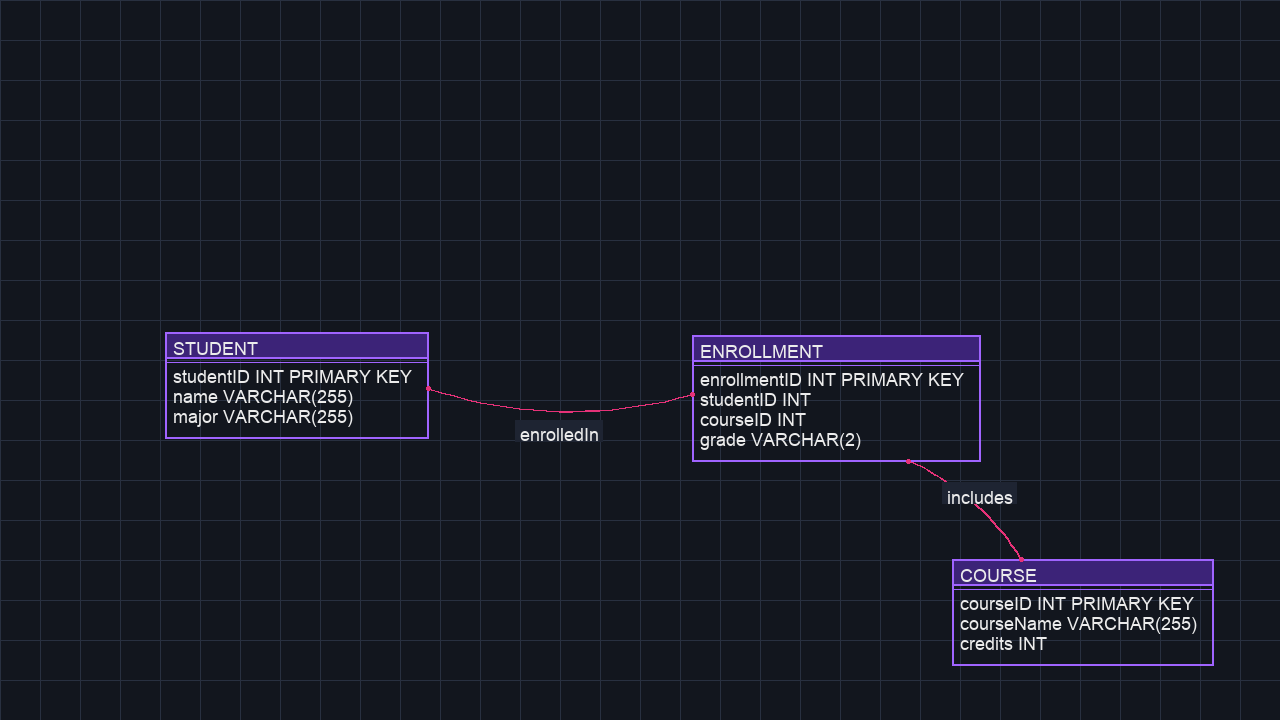 STUDENT
studentID INT PRIMARY KEY
name VARCHAR(255)
major VARCHAR(255)
enrolledIn
ENROLLMENT
enrollmentID INT PRIMARY KEY
studentID INT
courseID INT
grade VARCHAR(2)
includes
COURSE
courseID INT PRIMARY KEY
courseName VARCHAR(255)
credits INT